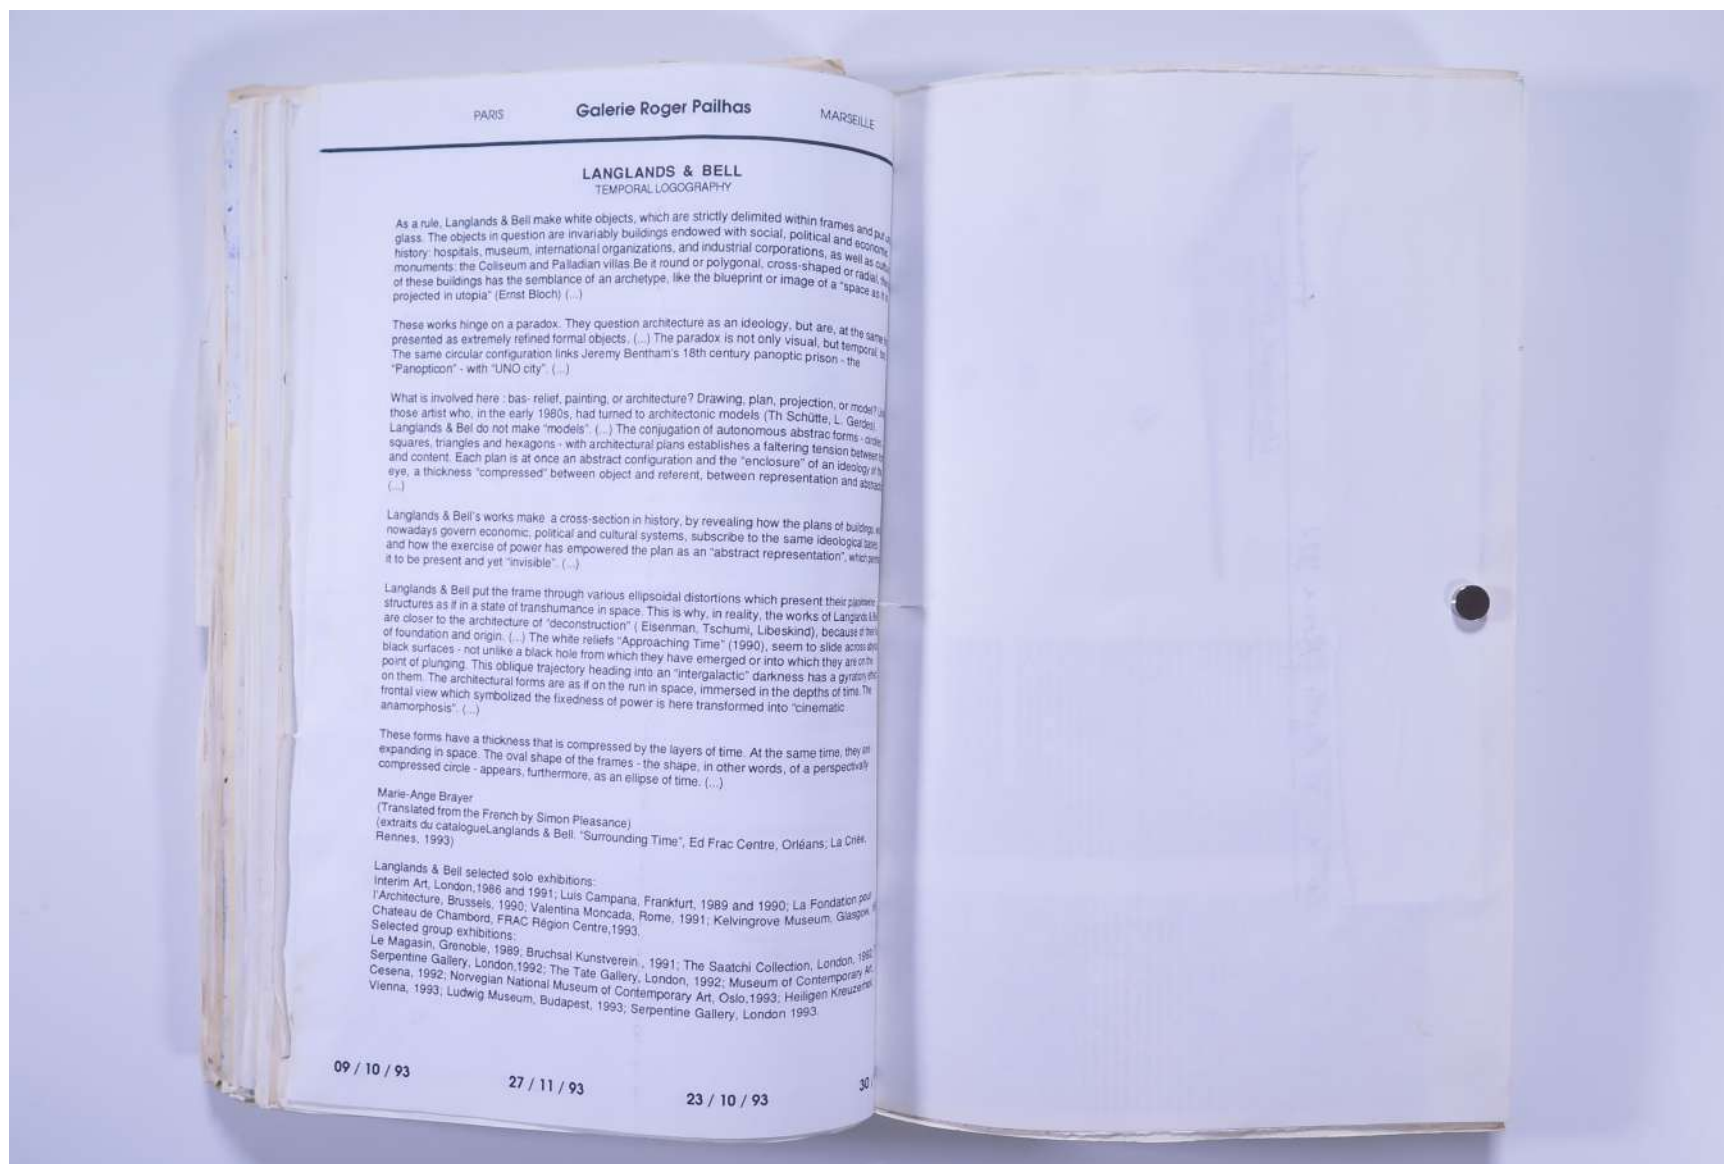 PARIS Galerie Roger Pailhas MARSEILLE
LANGLANDS & BELL
TEMPORAL LOGOGRAPHY
As a rule, Langlands & Bell make white objects, which are strictly delimited within frames and put
glass. The objects in question are invariably buildings endowed with social, political and economic
history: hospitals, museum, international organizations, and industrial corporations, as well as
monuments: the Coliseum and Palladian villas.Be it round or polygonal, cross-shaped or radial,
of these buildings has the semblance of an archetype, like the blueprint or image of a "space as it
projected in utopia" (Ernst Bloch) (...)
These works hinge on a paradox. They question architecture as an ideology, but are, at the same
presented as extremely refined formal objects. (...) The paradox is not only visual, but temporal,
The same circular configuration links Jeremy Bentham's 18th century panoptic prison - the
"Panopticon" - with "UNO city". (...)
What is involved here : bas- relief, painting, or architecture? Drawing, plan, projection, or model?
those artist who, in the early 1980s, had turned to architectonic models (Th Schütte, L. Gerdes),
Langlands & Bel do not make "models". (...) The conjugation of autonomous abstrac forms - circles,
squares, triangles and hexagons - with architectural plans establishes a faltering tension between
and content. Each plan is at once an abstract configuration and the "enclosure" of an ideology
eye, a thickness "compressed" between object and referent, between representation and
(...)
Langlands & Bell's works make a cross-section in history, by revealing how the plans of buildings,
nowadays govern economic, political and cultural systems, subscribe to the same ideological
and how the exercise of power has empowered the plan as an "abstract representation", which
it to be present and yet "invisible". (...)
Langlands & Bell put the frame through various ellipsoidal distortions which present their
structures as if in a state of transhumance in space. This is why, in reality, the works of Langlands &
are closer to the architecture of "deconstruction" ( Eisenman, Tschumi, Libeskind), because of
of foundation and origin. (...) The white reliefs "Approaching Time" (1990), seem to slide across
black surfaces - not unlike a black hole from which they have emerged or into which they are on the
point of plunging. This oblique trajectory heading into an "intergalactic" darkness has a gyratory
on them. The architectural forms are as if on the run in space, immersed in the depths of time. The
frontal view which symbolized the fixedness of power is here transformed into "cinematic
anamorphosis". (...)
These forms have a thickness that is compressed by the layers of time. At the same time, they are
expanding in space. The oval shape of the frames - the shape, in other words, of a perspectivally
compressed circle - appears, furthermore, as an ellipse of time. (...)
Marie-Ange Brayer
(Translated from the French by Simon Pleasance)
(extraits du catalogueLanglands & Bell. "Surrounding Time", Ed Frac Centre, Orléans; La Criée,
Rennes, 1993)
Langlands & Bell selected solo exhibitions:
Interim Art, London,1986 and 1991; Luis Campana, Frankfurt, 1989 and 1990; La Fondation pour
l'Architecture, Brussels, 1990; Valentina Moncada, Rome, 1991; Kelvingrove Museum. Glasgow,
Chateau de Chambord, FRAC Région Centre,1993.
Selected group exhibitions:
Le Magasin, Grenoble, 1989; Bruchsal Kunstverein., 1991; The Saatchi Collection, London,
Serpentine Gallery, London,1992; The Tate Gallery, London, 1992; Museum of Contemporary Art,
Cesena, 1992; Norvegian National Museum of Contemporary Art, Oslo,1993; Heiligen
Vienna, 1993; Ludwig Museum, Budapest, 1993; Serpentine Gallery, London 1993.
09 / 10 / 93
27 / 11 / 93
23 / 10 / 93
30